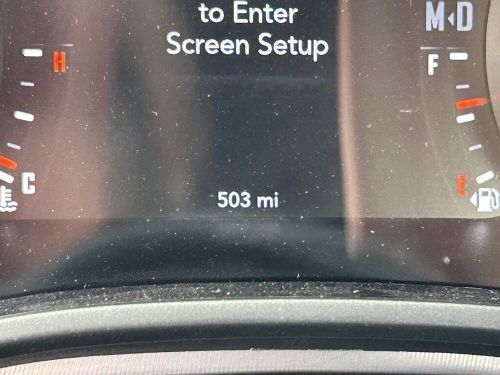 to Enter
Screen Setup
M◂D
H
F
C
E
503 mi